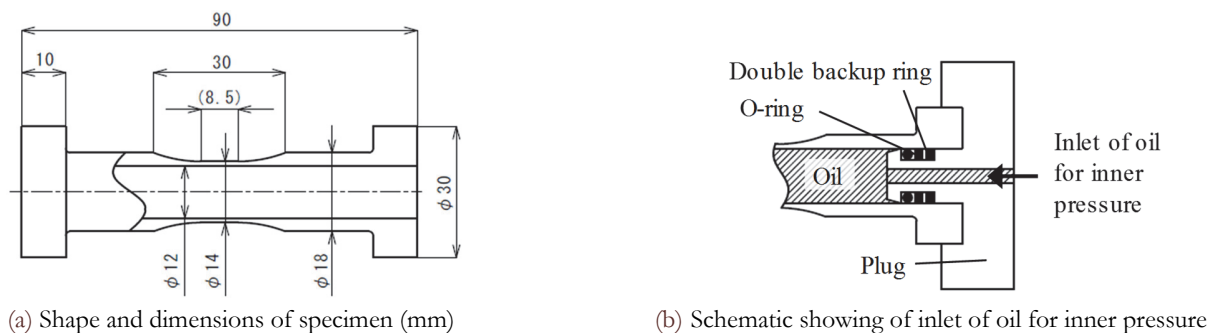 90
10
30
(8.5)
φ12
φ14
φ18
φ30
(a) Shape and dimensions of specimen (mm)
Double backup ring
O-ring
Oil
Inlet of oil
for inner
pressure
Plug
(b) Schematic showing of inlet of oil for inner pressure